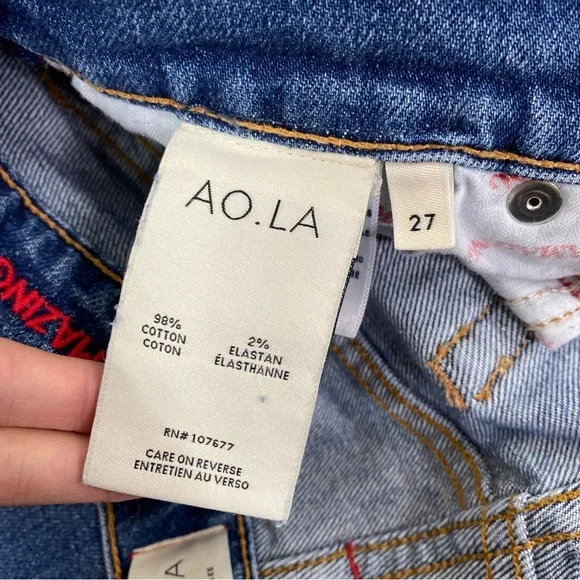 AO.LA
27
98%
COTTON
COTON
2%
ELASTAN
ÉLASTHANNE
RN# 107677
CARE ON REVERSE
ENTRETIEN AU VERSO